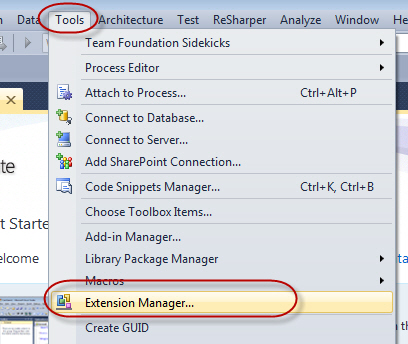 Data Tools Architecture Test ReSharper Analyze Window He
Team Foundation Sidekicks
Process Editor
Attach to Process... Ctrl+Alt+P
Connect to Database...
Connect to Server...
Add SharePoint Connection...
Code Snippets Manager... Ctrl+K, Ctrl+B
Choose Toolbox Items...
Add-in Manager...
t Starte
elcome
Library Package Manager
Macros
Extension Manager...
Create GUID